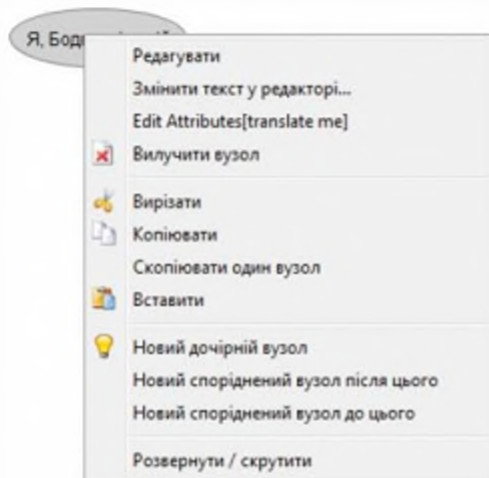 Я,
Редагувати
Змінити текст у редакторі...
Edit Attributes[translate me]
Вилучити вузол
Вирізати
Копіювати
Скопіювати один вузол
Вставити
Новий дочірній вузол
Новий споріднений вузол після цього
Новий споріднений вузол до цього
Розвернути / скрутити